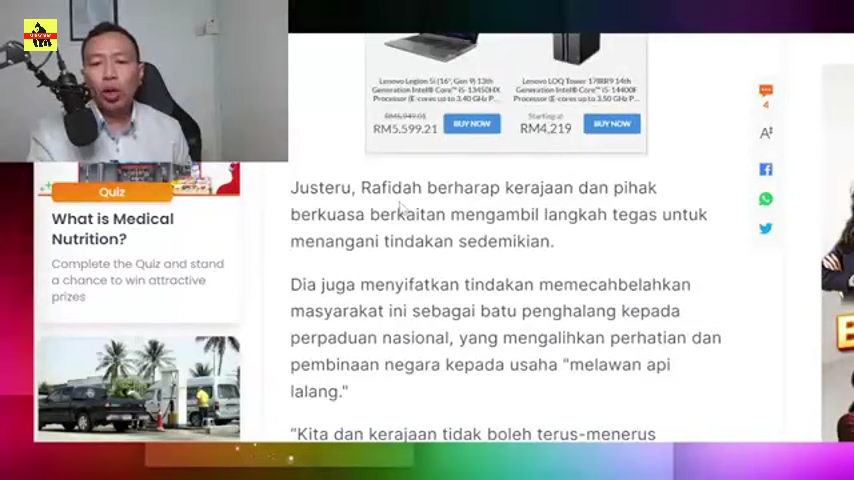 Lenovo Legion 5i (16", Gen 9) 13th
Generation Intel® Core™ i5-13450HX
Processor (E-cores up to 3.40 GHz P...
RM6,949.01
RM5,599.21
BUY NOW
Lenovo LOQ Tower 17IRR9 14th
Generation Intel® Core™ i5-14400F
Processor (E-cores up to 3.50 GHz P...
Starting at
RM4,219
BUY NOW
4
Quiz
What is Medical
Nutrition?
Complete the Quiz and stand
a chance to win attractive
prizes
Justeru, Rafidah berharap kerajaan dan pihak
berkuasa berkaitan mengambil langkah tegas untuk
menangani tindakan sedemikian.
Dia juga menyifatkan tindakan memecahbelahkan
masyarakat ini sebagai batu penghalang kepada
perpaduan nasional, yang mengalihkan perhatian dan
pembinaan negara kepada usaha "melawan api
lalang."
“Kita dan kerajaan tidak boleh terus-menerus